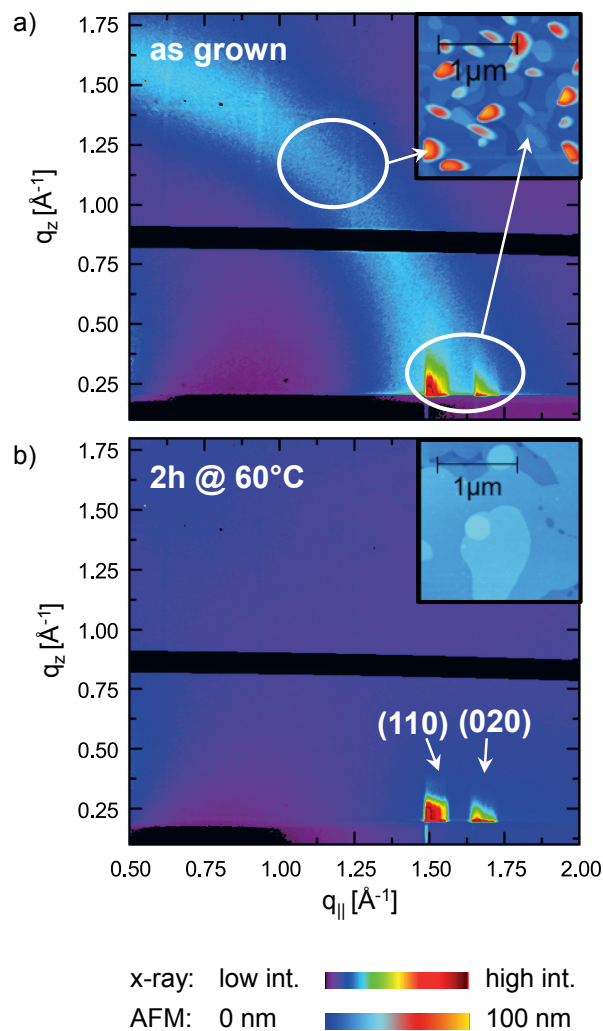 a)
as grown
1μm
1.75
1.50
1.25
1.00
0.75
0.50
0.25
q_z [Å⁻¹]
b)
2h @ 60°C
1μm
1.75
1.50
1.25
1.00
0.75
0.50
0.25
q_z [Å⁻¹]
(110) (020)
0.50 0.75 1.00 1.25 1.50 1.75 2.00
q_|| [Å⁻¹]
x-ray: low int. high int.
AFM: 0 nm 100 nm